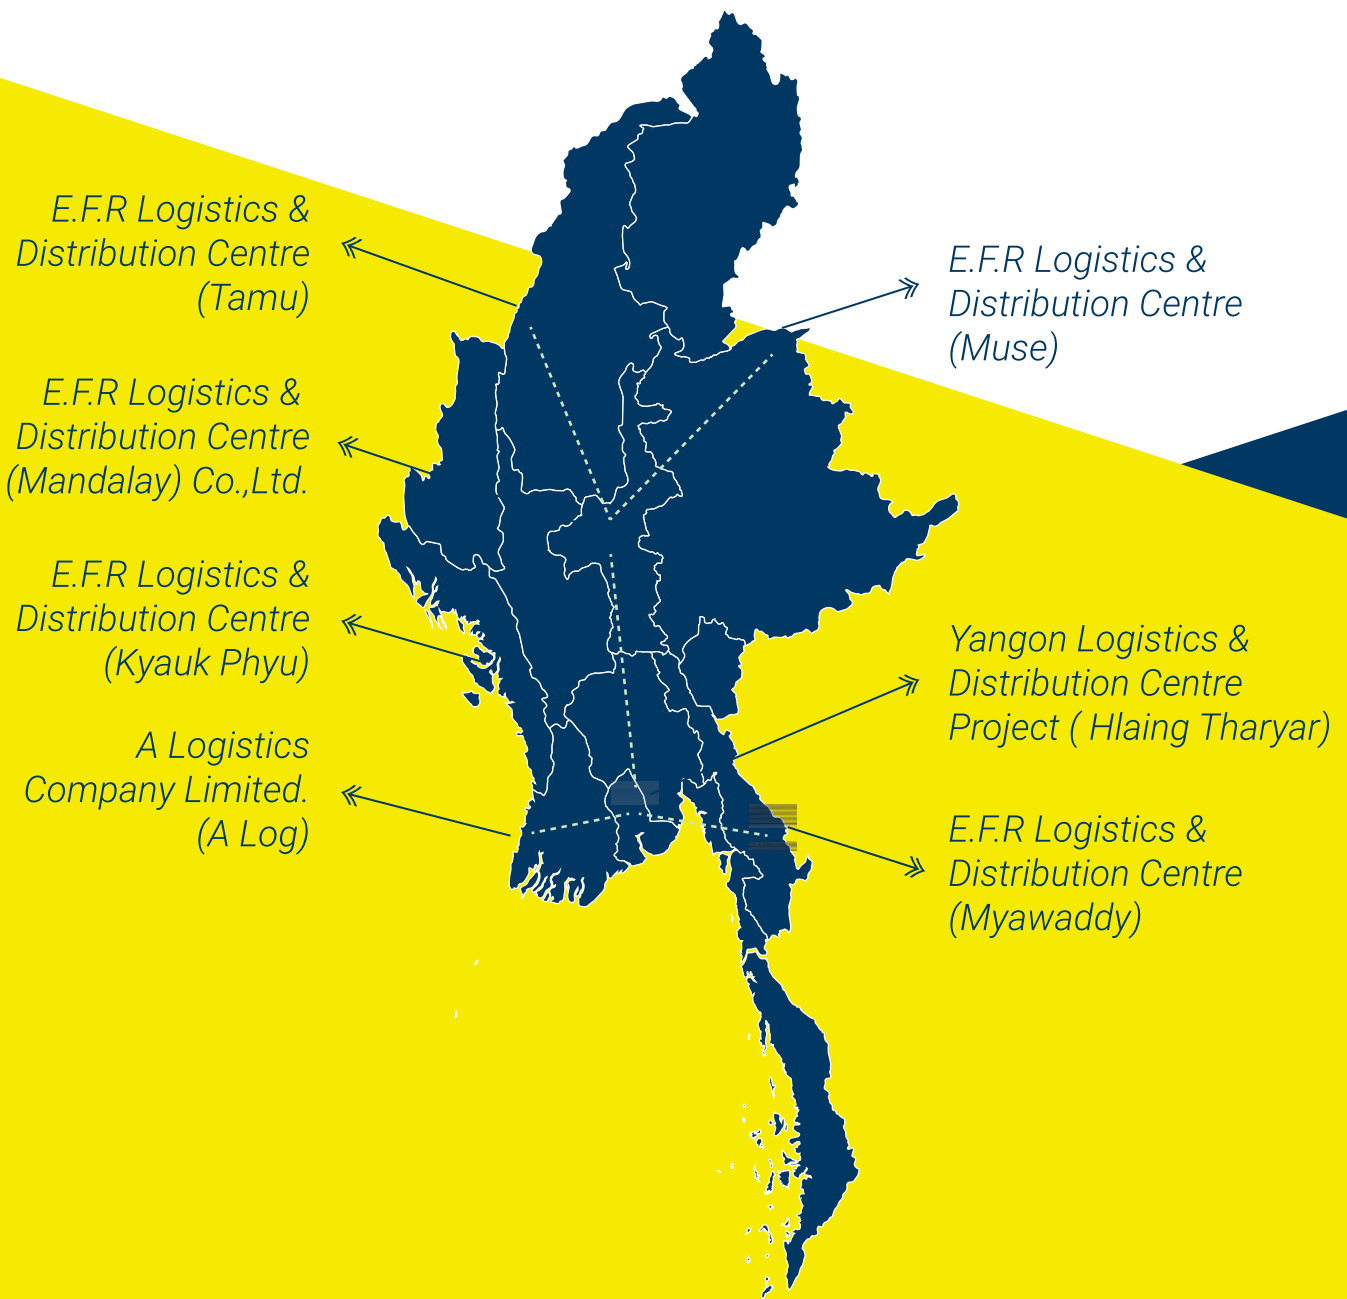 E.F.R Logistics &
Distribution Centre
(Tamu)
E.F.R Logistics &
Distribution Centre
(Mandalay) Co.,Ltd.
E.F.R Logistics &
Distribution Centre
(Kyauk Phyu)
A Logistics
Company Limited.
(A Log)
E.F.R Logistics &
Distribution Centre
(Muse)
Yangon Logistics &
Distribution Centre
Project ( Hlaing Tharyar)
E.F.R Logistics &
Distribution Centre
(Myawaddy)